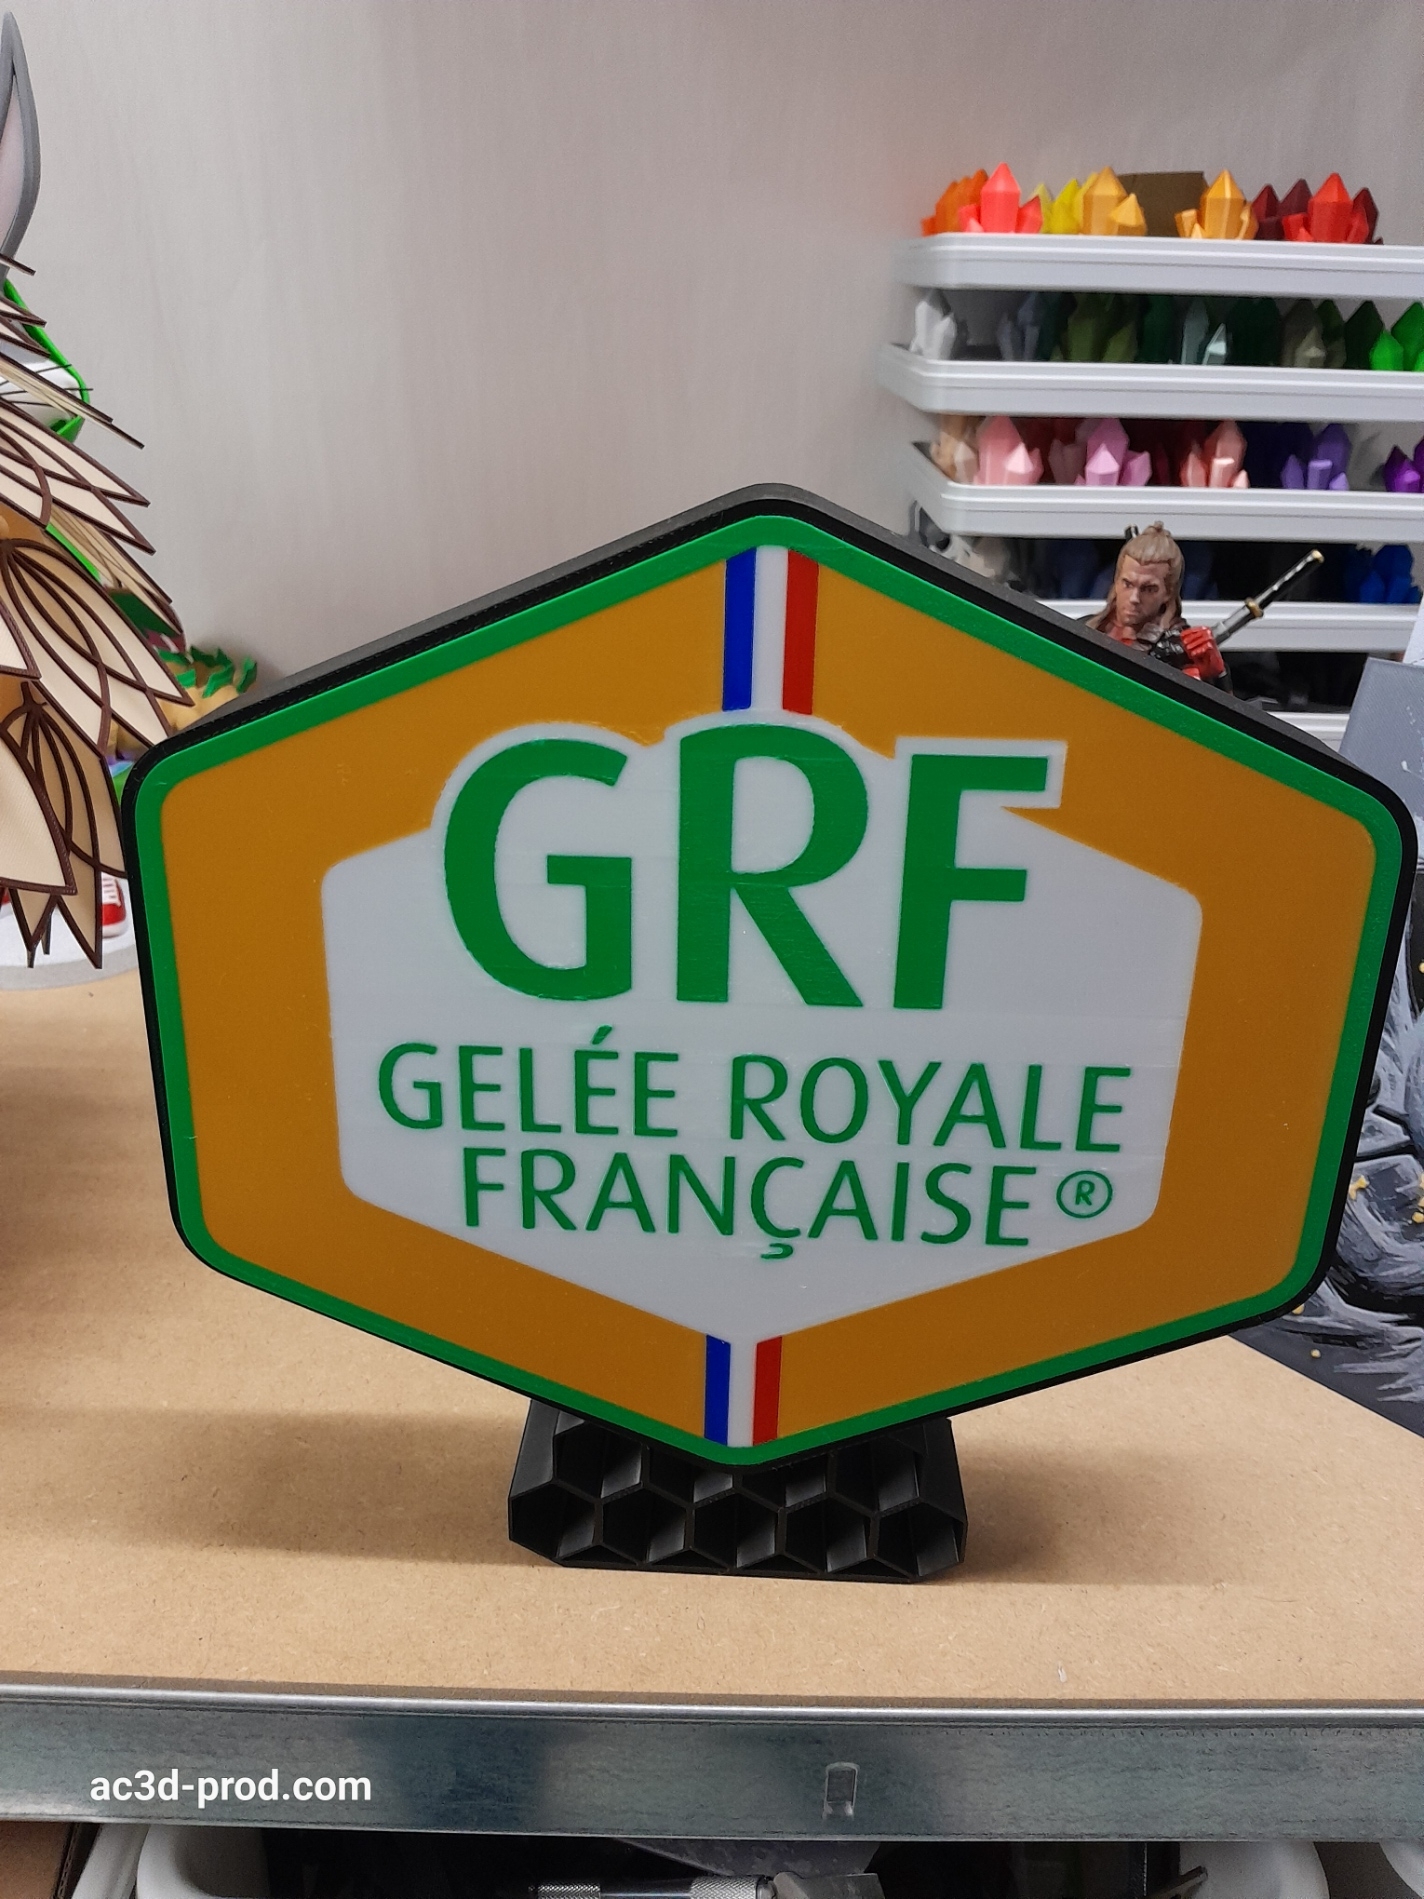 GRF
GELÉE ROYALE
FRANÇAISE®
ac3d-prod.com